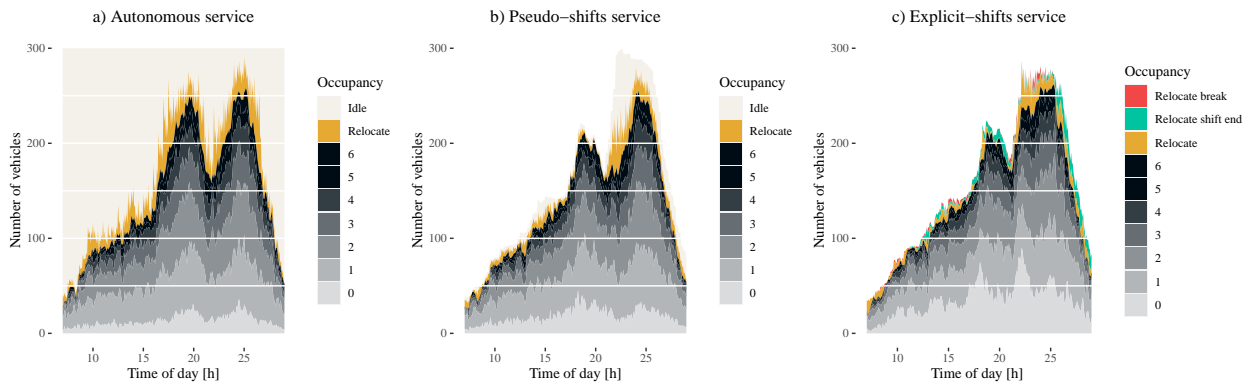 a) Autonomous service
300
200
100
0
Number of vehicles
10 15 20 25
Time of day [h]
Occupancy
Idle
Relocate
6
5
4
3
2
1
0
b) Pseudo−shifts service
300
200
100
0
Number of vehicles
10 15 20 25
Time of day [h]
Occupancy
Idle
Relocate
6
5
4
3
2
1
0
c) Explicit−shifts service
300
200
100
0
Number of vehicles
10 15 20 25
Time of day [h]
Occupancy
Relocate break
Relocate shift end
Relocate
6
5
4
3
2
1
0